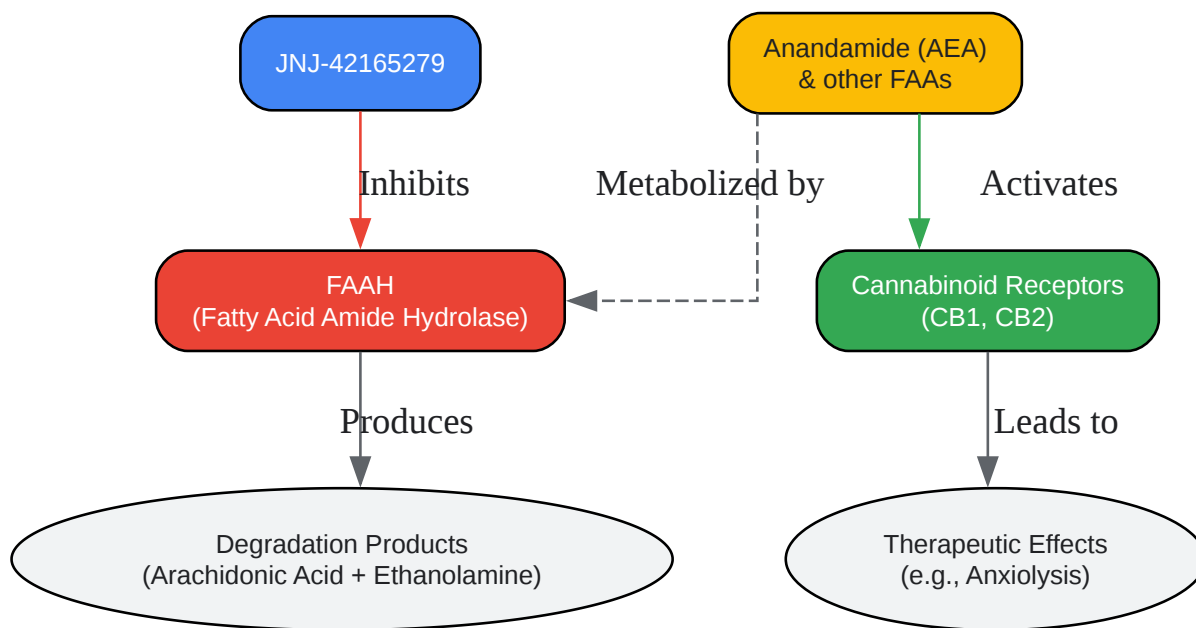 JNJ-42165279
Anandamide (AEA)
& other FAAs
Inhibits
Metabolized by
Activates
FAAH
(Fatty Acid Amide Hydrolase)
Cannabinoid Receptors
(CB1, CB2)
Produces
Leads to
Degradation Products
(Arachidonic Acid + Ethanolamine)
Therapeutic Effects
(e.g., Anxiolysis)